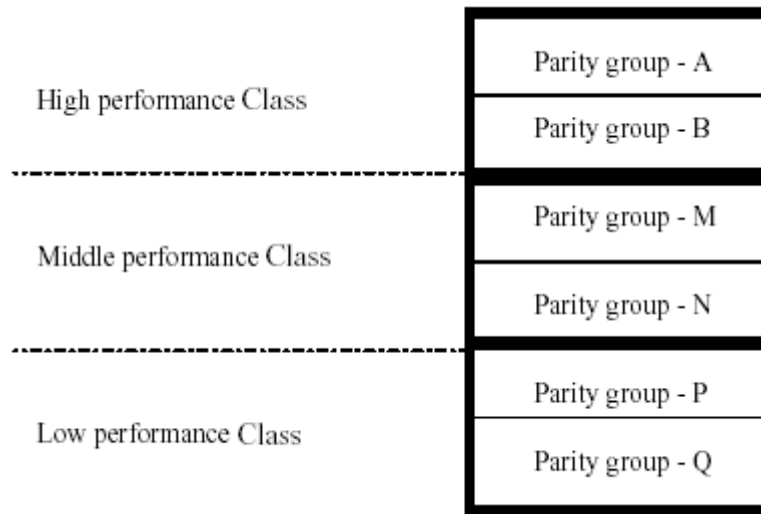 Parity group - A
High performance Class
Parity group - B
Parity group - M
Middle performance Class
Parity group - N
Parity group - P
Low performance Class
Parity group - Q